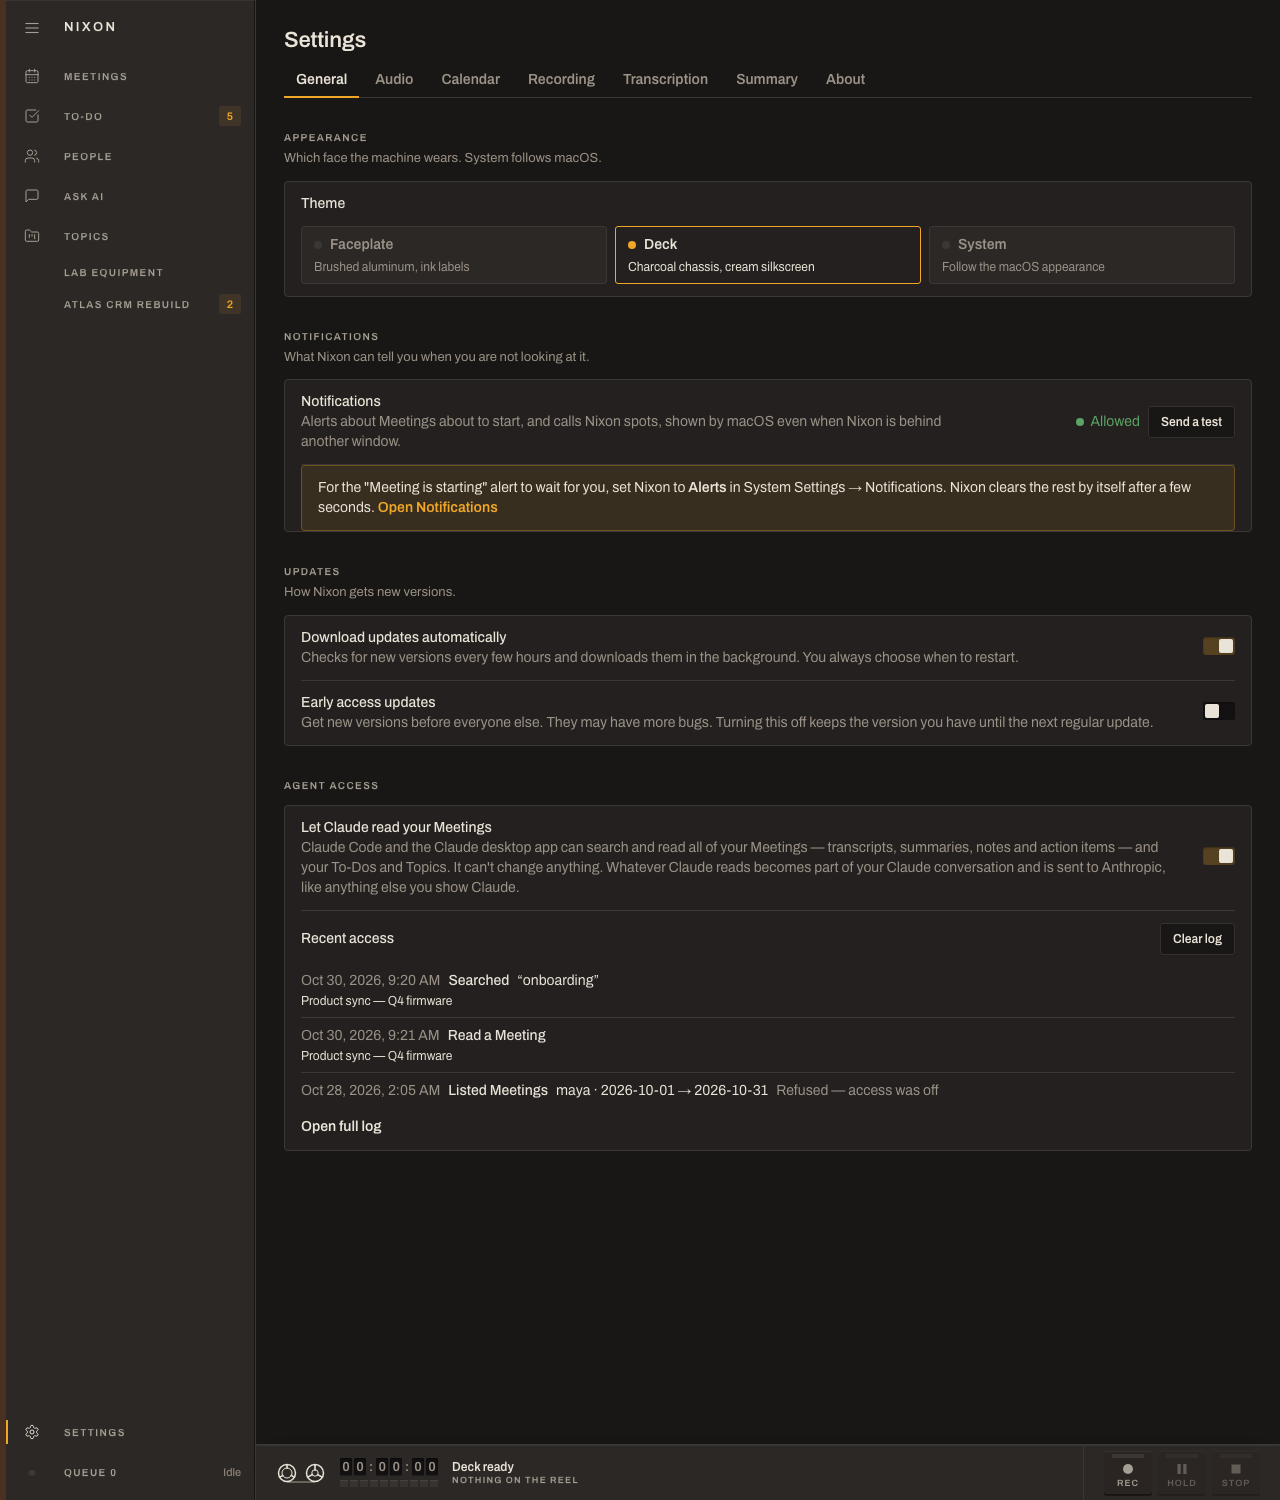 NIXON
MEETINGS
TO-DO
5
PEOPLE
ASK AI
TOPICS
LAB EQUIPMENT
ATLAS CRM REBUILD
2
SETTINGS
QUEUE 0
Idle
Settings
General
Audio
Calendar
Recording
Transcription
Summary
About
APPEARANCE
Which face the machine wears. System follows macOS.
Theme
Faceplate
Brushed aluminum, ink labels
Deck
Charcoal chassis, cream silkscreen
System
Follow the macOS appearance
NOTIFICATIONS
What Nixon can tell you when you are not looking at it.
Notifications
Alerts about Meetings about to start, and calls Nixon spots, shown by macOS even when Nixon is behind
another window.
Allowed
Send a test
For the "Meeting is starting" alert to wait for you, set Nixon to Alerts in System Settings → Notifications. Nixon clears the rest by itself after a few
seconds. Open Notifications
UPDATES
How Nixon gets new versions.
Download updates automatically
Checks for new versions every few hours and downloads them in the background. You always choose when to restart.
Early access updates
Get new versions before everyone else. They may have more bugs. Turning this off keeps the version you have until the next regular update.
AGENT ACCESS
Let Claude read your Meetings
Claude Code and the Claude desktop app can search and read all of your Meetings — transcripts, summaries, notes and action items — and
your To-Dos and Topics. It can't change anything. Whatever Claude reads becomes part of your Claude conversation and is sent to Anthropic,
like anything else you show Claude.
Recent access
Clear log
Oct 30, 2026, 9:20 AM Searched “onboarding”
Product sync — Q4 firmware
Oct 30, 2026, 9:21 AM Read a Meeting
Product sync — Q4 firmware
Oct 28, 2026, 2:05 AM Listed Meetings maya · 2026-10-01 → 2026-10-31 Refused — access was off
Open full log
00:00:00
Deck ready
NOTHING ON THE REEL
REC
HOLD
STOP